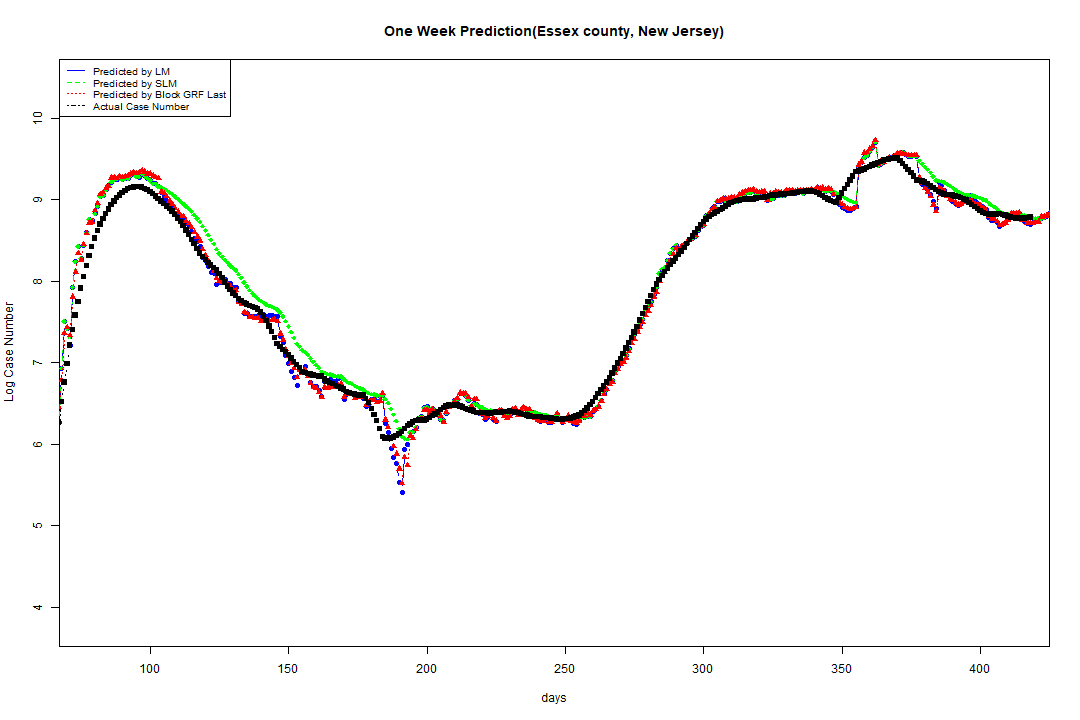 One Week Prediction(Essex county, New Jersey)
Predicted by LM
Predicted by SLM
Predicted by Block GRF Last
Actual Case Number
10
9
8
7
6
5
4
Log Case Number
100 150 200 250 300 350 400
days